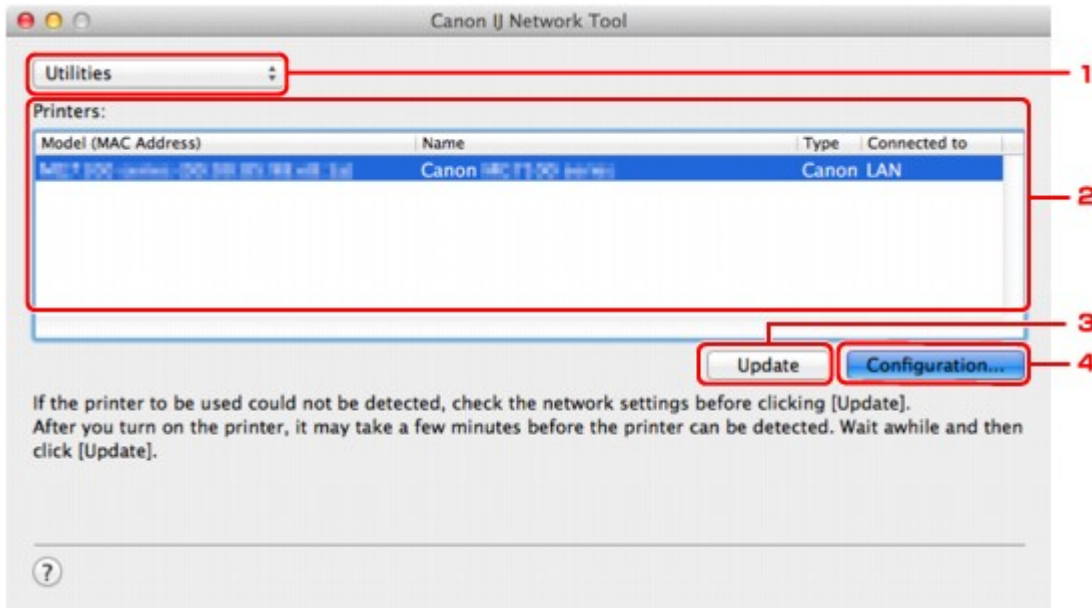 Canon IJ Network Tool
Utilities
1
Printers:
Model (MAC Address) Name Type Connected to
Canon Canon LAN
2
3
Update Configuration... 4
If the printer to be used could not be detected, check the network settings before clicking [Update].
After you turn on the printer, it may take a few minutes before the printer can be detected. Wait awhile and then
click [Update].
?